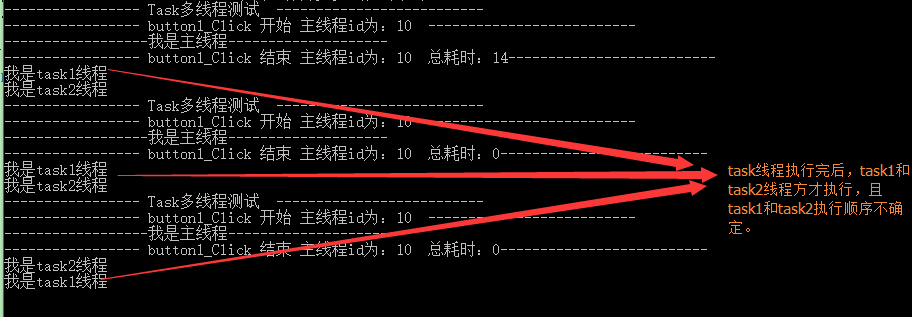 ----------------- Task多线程测试 --------------------------
----------------- button1_Click 开始 主线程id为：10 --------------------------
------------------我是主线程--------------------
----------------- button1_Click 结束 主线程id为：10 总耗时：14--------------------------
我是task1线程
我是task2线程
----------------- Task多线程测试 --------------------------
----------------- button1_Click 开始 主线程id为：10 --------------------------
------------------我是主线程--------------------
----------------- button1_Click 结束 主线程id为：10 总耗时：0--------------------------
我是task1线程
我是task2线程
----------------- Task多线程测试 --------------------------
----------------- button1_Click 开始 主线程id为：10 --------------------------
------------------我是主线程--------------------
----------------- button1_Click 结束 主线程id为：10 总耗时：0--------------------------
我是task2线程
我是task1线程
task线程执行完后，task1和
task2线程方才执行，且
task1和task2执行顺序不确
定。